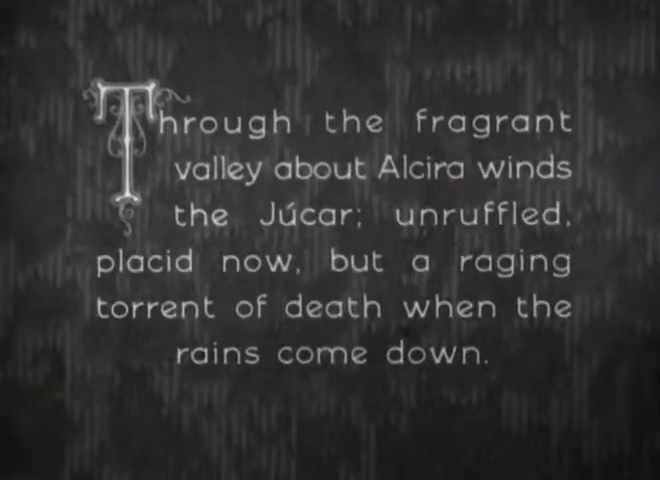 Through the fragrant
valley about Alcira winds
the Júcar; unruffled,
placid now, but a raging
torrent of death when the
rains come down.